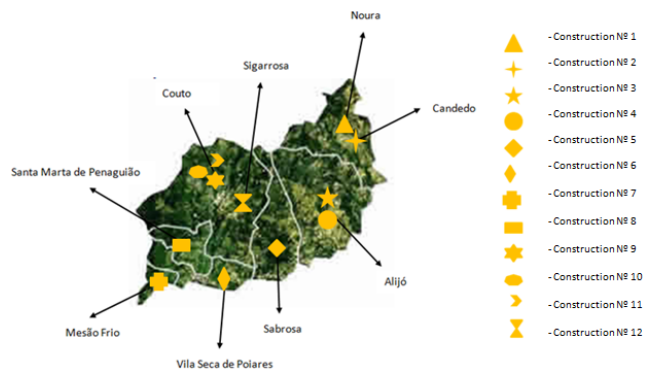 Noura
Sigarrosa
Couto
Candedo
Santa Marta de Penaguião
Alijó
Mesão Frio
Sabrosa
Vila Seca de Poiares
- Construction Nº 1
- Construction Nº 2
- Construction Nº 3
- Construction Nº 4
- Construction Nº 5
- Construction Nº 6
- Construction Nº 7
- Construction Nº 8
- Construction Nº 9
- Construction Nº 10
- Construction Nº 11
- Construction Nº 12